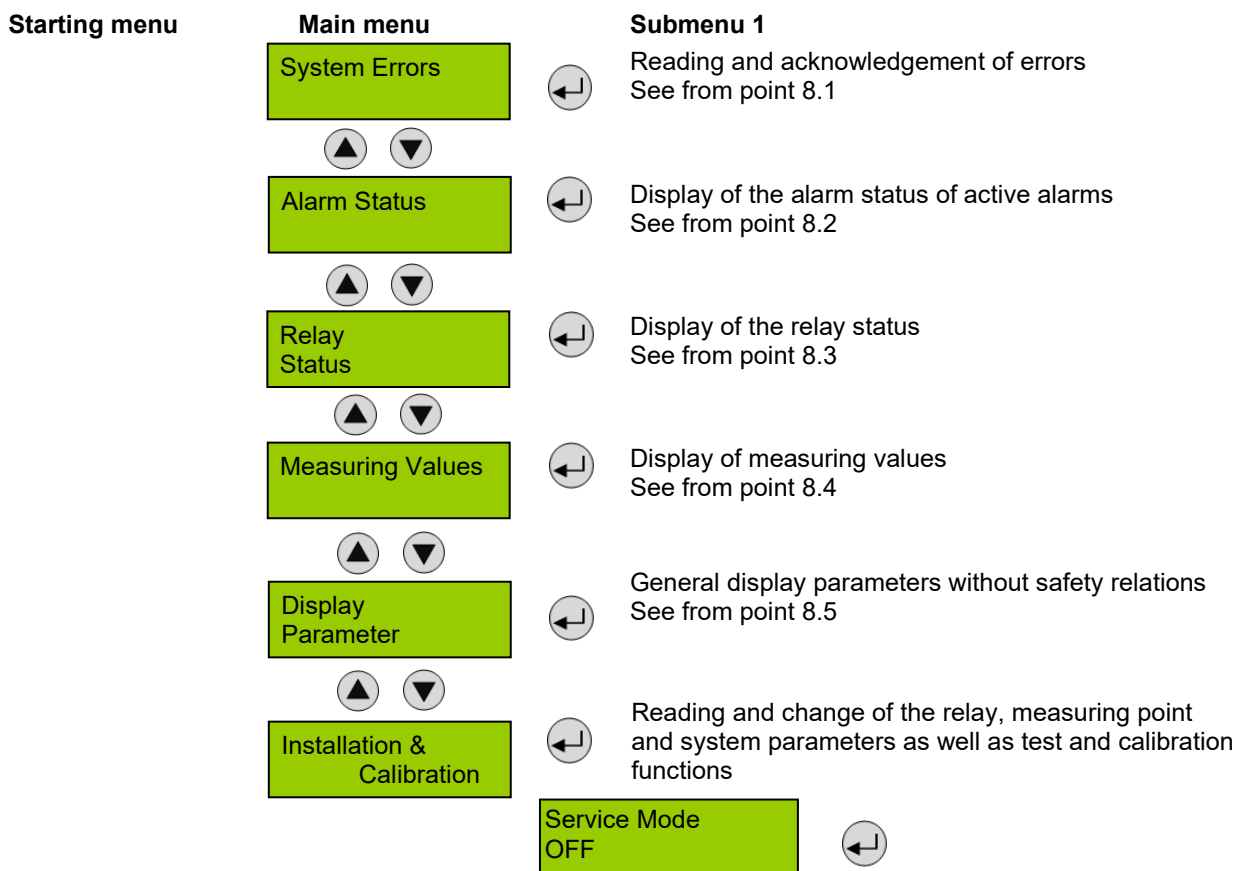 Starting menu Main menu Submenu 1
System Errors
Reading and acknowledgement of errors
See from point 8.1
Alarm Status
Display of the alarm status of active alarms
See from point 8.2
Relay
Status
Display of the relay status
See from point 8.3
Measuring Values
Display of measuring values
See from point 8.4
Display
Parameter
General display parameters without safety relations
See from point 8.5
Installation &
Calibration
Reading and change of the relay, measuring point
and system parameters as well as test and calibration
functions
Service Mode
OFF